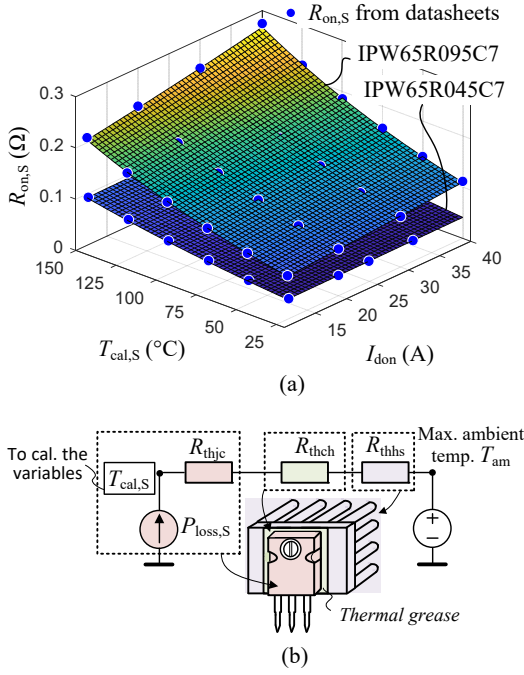 R_on,S from datasheets
IPW65R095C7
IPW65R045C7
0.3
0.2
0.1
0
R_on,S (Ω)
150
125
100
75
50
25
T_cal,S (°C)
15
20
25
30
35
40
I_don (A)
(a)
To cal. the
variables
T_cal,S
R_thjc
R_thch
R_thhs
Max. ambient
temp. T_am
P_loss,S
+
−
Thermal grease
(b)